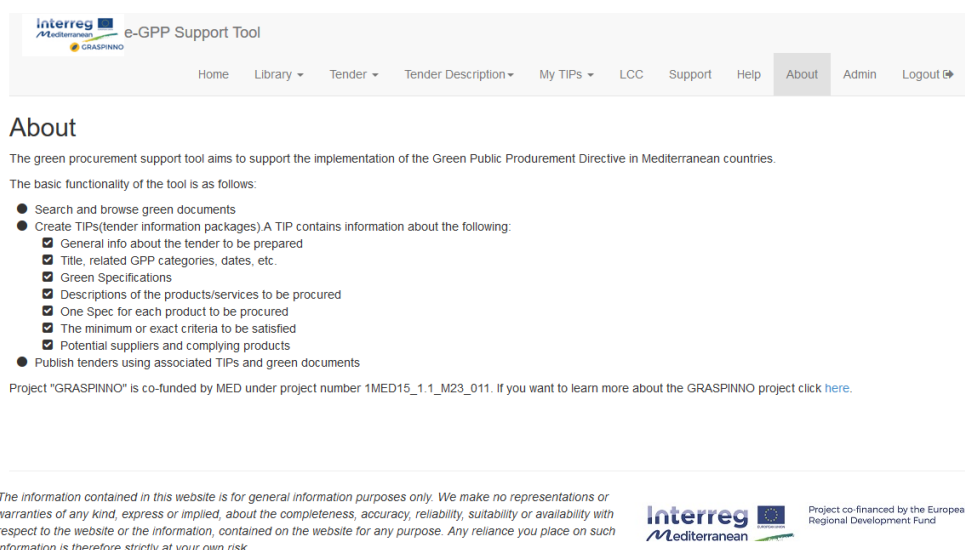 Interreg
Mediterranean
GRASPINNO
e-GPP Support Tool
Home Library Tender Tender Description My TIPs LCC Support Help About Admin Logout
About
The green procurement support tool aims to support the implementation of the Green Public Produrement Directive in Mediterranean countries.
The basic functionality of the tool is as follows:
Search and browse green documents
Create TIPs(tender information packages).A TIP contains information about the following:
General info about the tender to be prepared
Title, related GPP categories, dates, etc.
Green Specifications
Descriptions of the products/services to be procured
One Spec for each product to be procured
The minimum or exact criteria to be satisfied
Potential suppliers and complying products
Publish tenders using associated TIPs and green documents
Project "GRASPINNO" is co-funded by MED under project number 1MED15_1.1_M23_011. If you want to learn more about the GRASPINNO project click here.
The information contained in this website is for general information purposes only. We make no representations or
warranties of any kind, express or implied, about the completeness, accuracy, reliability, suitability or availability with
respect to the website or the information, contained on the website for any purpose. Any reliance you place on such
information is therefore strictly at your own risk.
Interreg
Mediterranean
Project co-financed by the Europea
Regional Development Fund